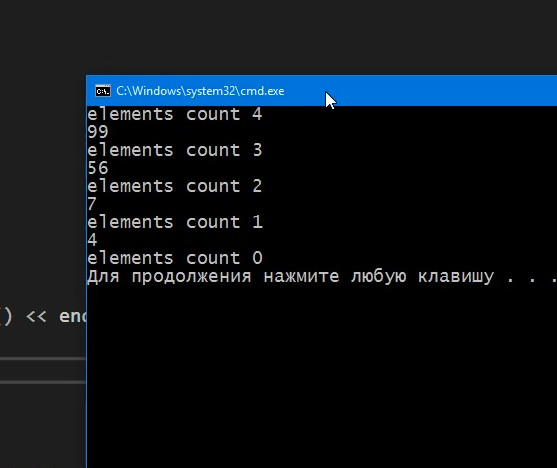 C:\Windows\system32\cmd.exe
elements count 4
99
elements count 3
56
elements count 2
7
elements count 1
4
elements count 0
Для продолжения нажмите любую клавишу . . .
) << end